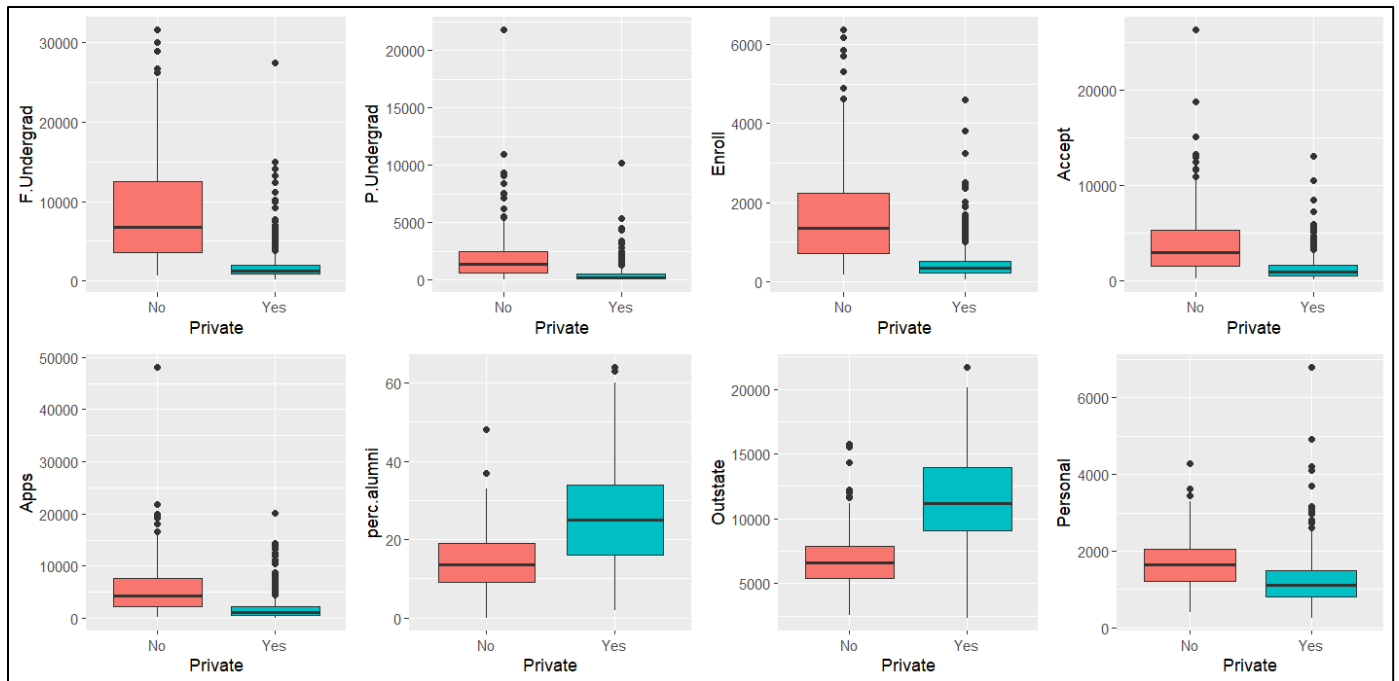 F.Undergrad
30000
20000
10000
0
No Yes
Private
P.Undergrad
20000
15000
10000
5000
0
No Yes
Private
Enroll
6000
4000
2000
0
No Yes
Private
Accept
20000
10000
0
No Yes
Private
Apps
50000
40000
30000
20000
10000
0
No Yes
Private
perc.alumni
60
40
20
0
No Yes
Private
Outstate
20000
15000
10000
5000
No Yes
Private
Personal
6000
4000
2000
0
No Yes
Private